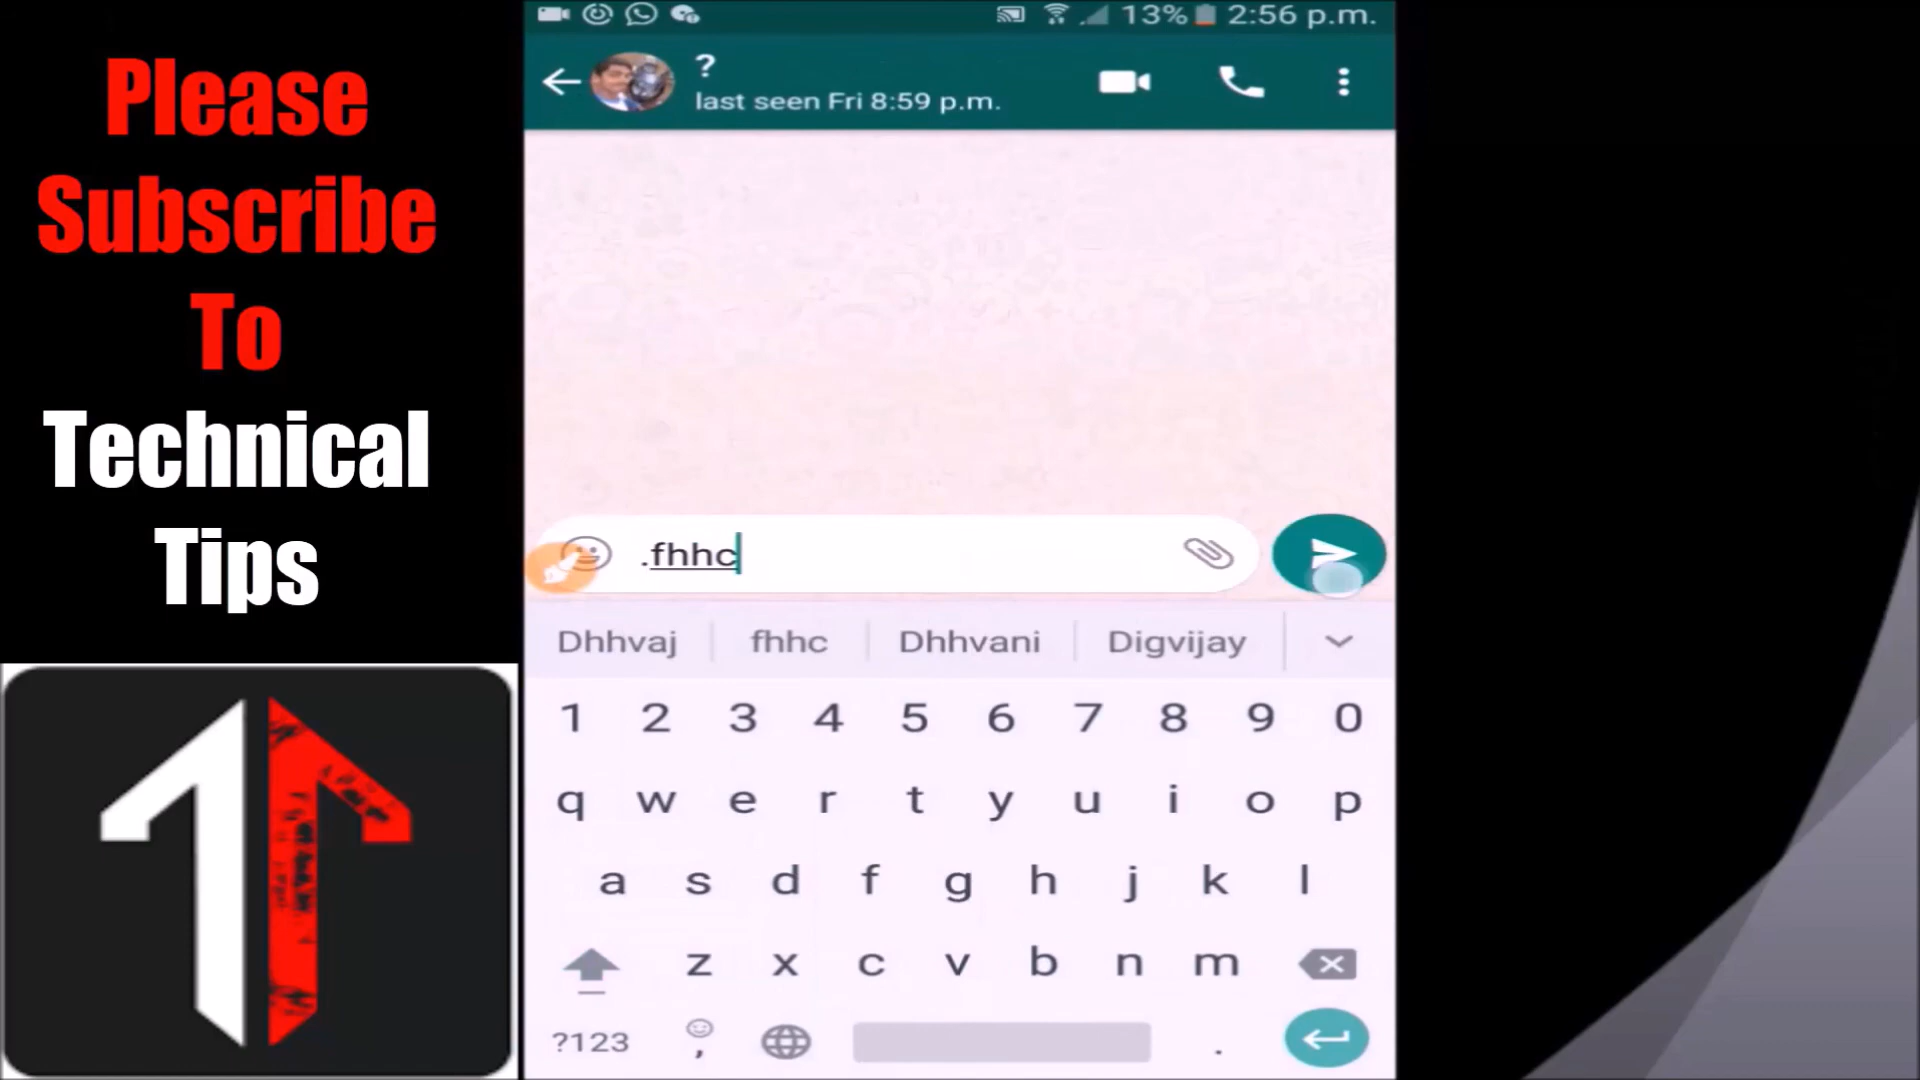 Please
Subscribe
To
Technical
Tips
13% 2:56 p.m.
?
last seen Fri 8:59 p.m.
.fhhc
Dhhvaj fhhc Dhhvani Digvijay
1 2 3 4 5 6 7 8 9 0
q w e r t y u i o p
a s d f g h j k l
z x c v b n m
?123 , .